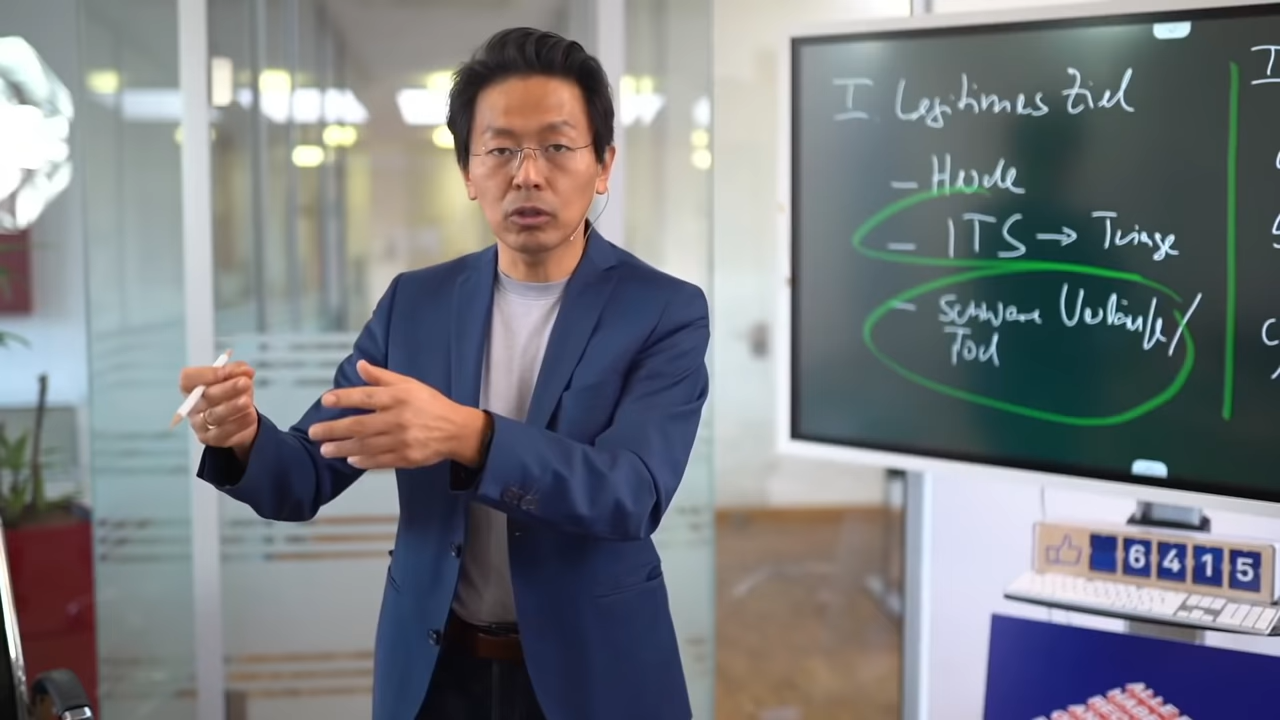 I. Legitimes Ziel
– Herde
– ITS → Triage
– schwere Verläufe/
Tod
6415